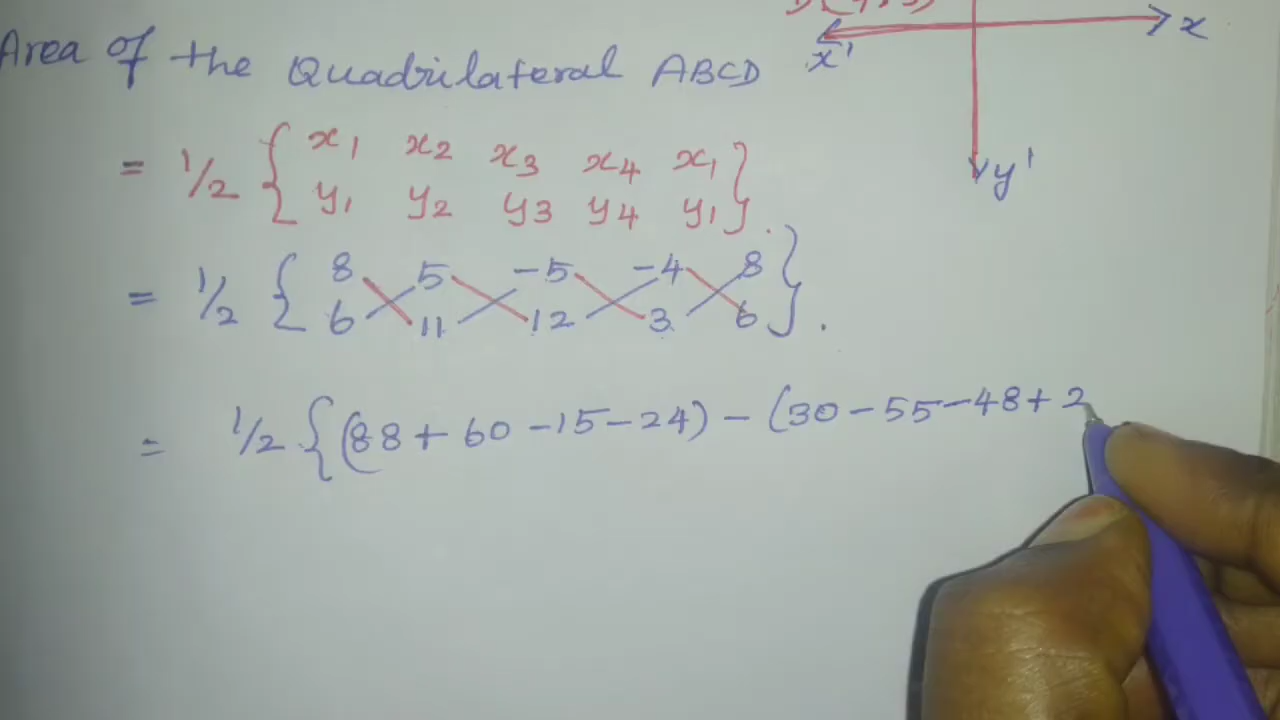 x
x'
y'
Area of the Quadrilateral ABCD
= 1/2 { x1 x2 x3 x4 x1
y1 y2 y3 y4 y1 } .
= 1/2 { 8 5 -5 -4 8
6 11 12 3 6 } .
= 1/2 { (88 + 60 - 15 - 24) - (30 - 55 - 48 + 2